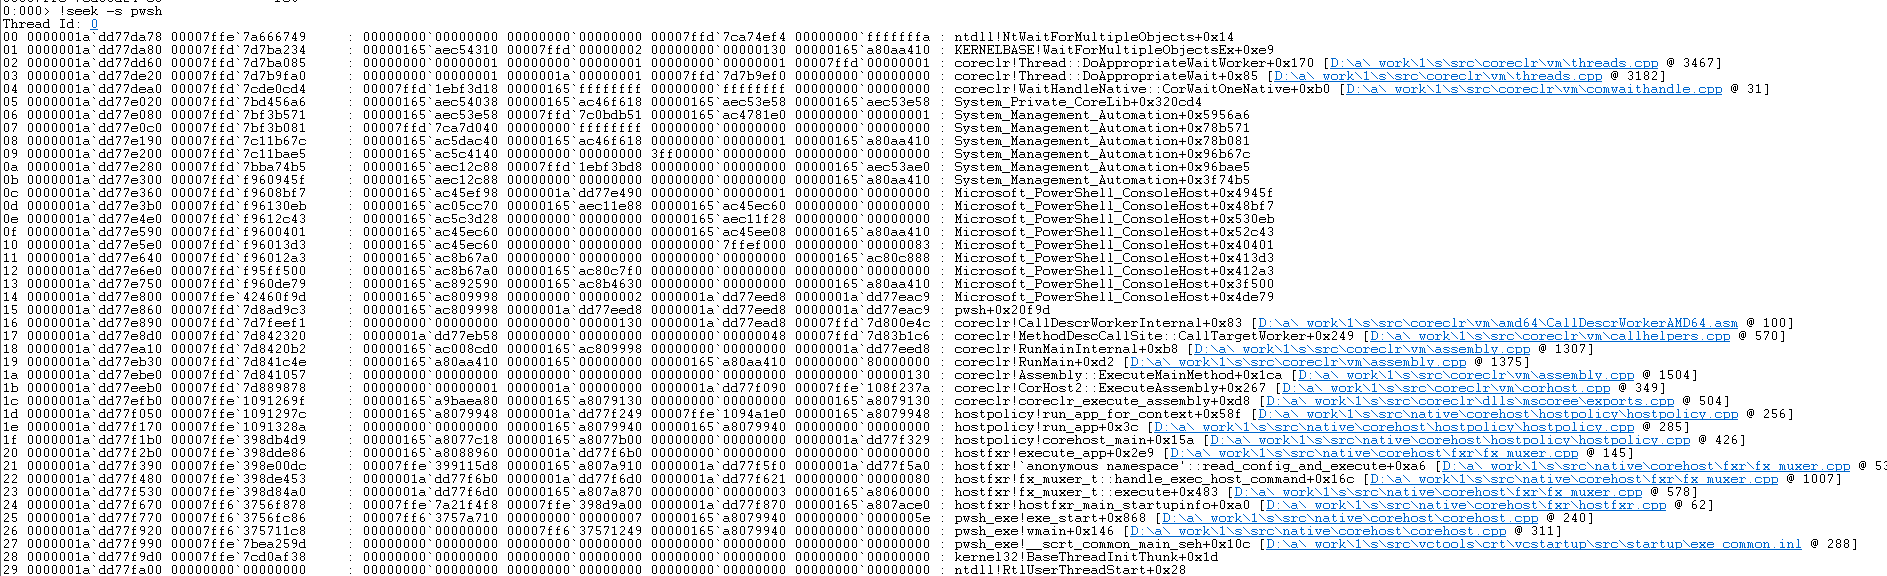 0:000> !seek -s pwsh
Thread Id: 0
00 0000001a`dd77da78 00007ffe`7a666749 : 00000000`00000000 00000000`00000000 00007ffd`7ca74ef4 00000000`fffffffa : ntdll!NtWaitForMultipleObjects+0x14
01 0000001a`dd77da80 00007ffd`7d7ba234 : 00000165`aec54310 00007ffd`00000002 00000000`00000130 00000165`a80aa410 : KERNELBASE!WaitForMultipleObjectsEx+0xe9
02 0000001a`dd77dd60 00007ffd`7d7ba085 : 00000000`00000001 00000000`00000001 00000000`00000001 00007ffd`00000001 : coreclr!Thread::DoAppropriateWaitWorker+0x170 [D:\a\_work\1\s\src\coreclr\vm\threads.cpp @ 3467]
03 0000001a`dd77de20 00007ffd`7d7b9fa0 : 00000000`00000001 0000001a`00000001 00007ffd`7d7b9ef0 00000000`00000000 : coreclr!Thread::DoAppropriateWait+0x85 [D:\a\_work\1\s\src\coreclr\vm\threads.cpp @ 3182]
04 0000001a`dd77dea0 00007ffd`7cde0cd4 : 00007ffd`1ebf3d18 00000165`ffffffff 00000000`ffffffff 00000000`00000000 : coreclr!WaitHandleNative::CorWaitOneNative+0xb0 [D:\a\_work\1\s\src\coreclr\vm\comwaithandle.cpp @ 31]
05 0000001a`dd77e020 00007ffd`7bd456a6 : 00000165`aec54038 00000165`ac46f618 00000165`aec53e58 00000165`aec53e58 : System_Private_CoreLib+0x320cd4
06 0000001a`dd77e080 00007ffd`7bf3b571 : 00000165`aec53e58 00007ffd`7c0bdb51 00000165`ac4781e0 00000000`00000001 : System_Management_Automation+0x5956a6
07 0000001a`dd77e0c0 00007ffd`7bf3b081 : 00007ffd`7ca7d040 00000000`ffffffff 00000000`00000000 00000000`00000000 : System_Management_Automation+0x78b571
08 0000001a`dd77e190 00007ffd`7c11b67c : 00000165`ac5dac40 00000165`ac46f618 00000000`00000001 00000165`a80aa410 : System_Management_Automation+0x78b081
09 0000001a`dd77e200 00007ffd`7c11bae5 : 00000165`ac5c4140 00000000`00000000 3ff00000`00000000 00000000`00000000 : System_Management_Automation+0x96b67c
0a 0000001a`dd77e250 00007ffd`7bba74b5 : 00000165`aec12c88 00007ffd`1ebf3bd8 00000000`00000000 00000165`aec53ae0 : System_Management_Automation+0x96bae5
0b 0000001a`dd77e300 00007ffd`f960945f : 00000165`aec12c88 00000000`00000000 00000000`00000000 00000165`a80aa410 : System_Management_Automation+0x3f74b5
0c 0000001a`dd77e360 00007ffd`f9608bf7 : 00000165`ac45ef98 0000001a`dd77e490 00000000`00000001 00000000`00000000 : Microsoft_PowerShell_ConsoleHost+0x4945f
0d 0000001a`dd77e3b0 00007ffd`f96130eb : 00000165`ac05cc70 00000165`aec11e88 00000165`ac45ec60 00000000`00000000 : Microsoft_PowerShell_ConsoleHost+0x48bf7
0e 0000001a`dd77e4e0 00007ffd`f9612c43 : 00000165`ac5c3d28 00000000`00000000 00000165`aec11f28 00000000`00000000 : Microsoft_PowerShell_ConsoleHost+0x530eb
0f 0000001a`dd77e590 00007ffd`f9600401 : 00000165`ac45ec60 00000000`00000000 00000165`ac45ee08 00000165`a80aa410 : Microsoft_PowerShell_ConsoleHost+0x52c43
10 0000001a`dd77e5e0 00007ffd`f96013d3 : 00000165`ac45ec60 00000000`00000000 00000000`7ffef000 00000000`00000083 : Microsoft_PowerShell_ConsoleHost+0x40401
11 0000001a`dd77e640 00007ffd`f96012a3 : 00000165`ac8b67a0 00000000`00000000 00000000`00000000 00000165`ac80c888 : Microsoft_PowerShell_ConsoleHost+0x413d3
12 0000001a`dd77e6e0 00007ffd`f95ff500 : 00000165`ac8b67a0 00000165`ac80c7f0 00000000`00000000 00000000`00000000 : Microsoft_PowerShell_ConsoleHost+0x412a3
13 0000001a`dd77e750 00007ffd`f960de79 : 00000165`ac892590 00000165`ac8b4630 00000000`00000000 00000165`a80aa410 : Microsoft_PowerShell_ConsoleHost+0x3f500
14 0000001a`dd77e800 00007ffe`42460f9d : 00000165`ac809998 00000000`00000002 0000001a`dd77eed8 0000001a`dd77eac9 : Microsoft_PowerShell_ConsoleHost+0x4de79
15 0000001a`dd77e860 00007ffd`7d8ad9c3 : 00000165`ac809998 0000001a`dd77eed8 0000001a`dd77eed8 0000001a`dd77eac9 : pwsh+0x20f9d
16 0000001a`dd77e890 00007ffd`7d7feef1 : 00000000`00000000 00000000`00000130 0000001a`dd77ead8 00007ffd`7d800e4c : coreclr!CallDescrWorkerInternal+0x83 [D:\a\_work\1\s\src\coreclr\vm\amd64\CallDescrWorkerAMD64.asm @ 100]
17 0000001a`dd77e8d0 00007ffd`7d842320 : 0000001a`dd77eb58 00000000`00000000 00000000`00000048 00007ffd`7d83b1c6 : coreclr!MethodDescCallSite::CallTargetWorker+0x249 [D:\a\_work\1\s\src\coreclr\vm\callhelpers.cpp @ 570]
18 0000001a`dd77ea10 00007ffd`7d8420b2 : 00000165`ac008cd0 00000165`ac809998 00000000`00000000 0000001a`dd77eed8 : coreclr!RunMainInternal+0xb8 [D:\a\_work\1\s\src\coreclr\vm\assembly.cpp @ 1307]
19 0000001a`dd77eb30 00007ffd`7d841c4e : 00000165`a80aa410 00000165`00000000 00000165`a80aa410 00000000`80000000 : coreclr!RunMain+0xd2 [D:\a\_work\1\s\src\coreclr\vm\assembly.cpp @ 1375]
1a 0000001a`dd77ebe0 00007ffd`7d841057 : 00000000`00000000 00000000`00000000 00000000`00000000 00000000`00000130 : coreclr!Assembly::ExecuteMainMethod+0x1ca [D:\a\_work\1\s\src\coreclr\vm\assembly.cpp @ 1504]
1b 0000001a`dd77eeb0 00007ffd`7d889878 : 00000000`00000001 0000001a`00000001 0000001a`dd77f090 00007ffe`108f237a : coreclr!CorHost2::ExecuteAssembly+0x267 [D:\a\_work\1\s\src\coreclr\vm\corhost.cpp @ 349]
1c 0000001a`dd77efb0 00007ffe`1091269f : 00000165`a9baea80 00000165`a8079130 00000000`00000000 00000165`a8079130 : coreclr!coreclr_execute_assembly+0xd8 [D:\a\_work\1\s\src\coreclr\dlls\mscoree\exports.cpp @ 504]
1d 0000001a`dd77f050 00007ffe`1091297c : 00000165`a8079948 0000001a`dd77f249 00007ffe`1094a1e0 00000165`a8079948 : hostpolicy!run_app_for_context+0x58f [D:\a\_work\1\s\src\native\corehost\hostpolicy\hostpolicy.cpp @ 256]
1e 0000001a`dd77f170 00007ffe`1091328a : 00000000`00000000 00000165`a8079940 00000165`a8079940 00000000`00000000 : hostpolicy!run_app+0x3c [D:\a\_work\1\s\src\native\corehost\hostpolicy\hostpolicy.cpp @ 285]
1f 0000001a`dd77f1b0 00007ffe`398db4d9 : 00000165`a8077c18 00000165`a8077b00 00000000`00000000 0000001a`dd77f329 : hostpolicy!corehost_main+0x15a [D:\a\_work\1\s\src\native\corehost\hostpolicy\hostpolicy.cpp @ 426]
20 0000001a`dd77f2b0 00007ffe`398dde86 : 00000165`a8088960 0000001a`dd77f6b0 00000000`00000000 00000000`00000000 : hostfxr!execute_app+0x2e9 [D:\a\_work\1\s\src\native\corehost\fxr\fx_muxer.cpp @ 145]
21 0000001a`dd77f390 00007ffe`398e00dc : 00007ffe`399115d8 00000165`a807a910 0000001a`dd77f5f0 0000001a`dd77f5a0 : hostfxr!`anonymous namespace'::read_config_and_execute+0xa6 [D:\a\_work\1\s\src\native\corehost\fxr\fx_muxer.cpp @ 53
22 0000001a`dd77f480 00007ffe`398de453 : 0000001a`dd77f6b0 0000001a`dd77f6d0 0000001a`dd77f621 00000000`00000080 : hostfxr!fx_muxer_t::handle_exec_host_command+0x16c [D:\a\_work\1\s\src\native\corehost\fxr\fx_muxer.cpp @ 1007]
23 0000001a`dd77f530 00007ffe`398d84a0 : 0000001a`dd77f6d0 00000165`a807a870 00000000`00000003 00000165`a8060000 : hostfxr!fx_muxer_t::execute+0x483 [D:\a\_work\1\s\src\native\corehost\fxr\fx_muxer.cpp @ 578]
24 0000001a`dd77f670 00007ff6`3756f878 : 00007ffe`7a21f4f8 00007ffe`398d9a00 0000001a`dd77f870 00000165`a807ace0 : hostfxr!hostfxr_main_startupinfo+0xa0 [D:\a\_work\1\s\src\native\corehost\fxr\hostfxr.cpp @ 62]
25 0000001a`dd77f770 00007ff6`3756fc86 : 00007ff6`3757a710 00000000`00000007 00000165`a8079940 00000000`0000005e : pwsh_exe!exe_start+0x868 [D:\a\_work\1\s\src\native\corehost\corehost.cpp @ 240]
26 0000001a`dd77f920 00007ff6`375711c8 : 00000000`00000000 00007ff6`37571249 00000165`a8079940 00000000`00000000 : pwsh_exe!wmain+0x146 [D:\a\_work\1\s\src\native\corehost\corehost.cpp @ 311]
27 0000001a`dd77f990 00007ffe`7bea259d : 00000000`00000000 00000000`00000000 00000000`00000000 00000000`00000000 : pwsh_exe!__scrt_common_main_seh+0x10c [D:\a\_work\1\s\src\vctools\crt\vcstartup\src\startup\exe_common.inl @ 288]
28 0000001a`dd77f9d0 00007ffe`7cd0af38 : 00000000`00000000 00000000`00000000 00000000`00000000 00000000`00000000 : kernel32!BaseThreadInitThunk+0x1d
29 0000001a`dd77fa00 00000000`00000000 : 00000000`00000000 00000000`00000000 00000000`00000000 00000000`00000000 : ntdll!RtlUserThreadStart+0x28